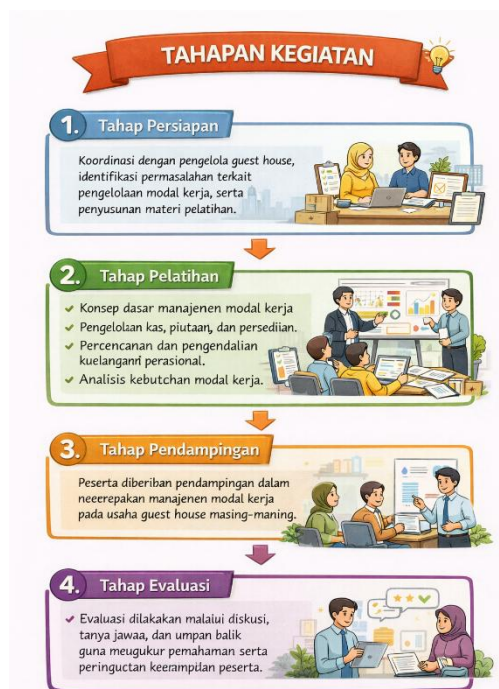 TAHAPAN KEGIATAN
1. Tahap Persiapan
Koordinasi dengan pengelola guest house,
identifikasi permasalahan terkait
pengelolaan modal kerja, serta
penyusunan materi pelatihan.
2. Tahap Pelatihan
✔ Konsep dasar manajenen modal kerja
✔ Pengelolaan kas, piutaan, dan persediian.
✔ Percencanan dan pengendalian
kuelanganī perasional.
✔ Analisis kebutchan modal kerja.
3. Tahap Pendampingan
Peserta diberiban pendampingan dalam
neerepakan manajenen modal kerja
pada usaha guest house masing-maning.
4. Tahap Evaluasi
✔ Evaluasi dilakakan malaiui diskusi,
tanya jawaa, dan umpan balik
guna meugukur pemahaman serta
peringuctan keerampilan peserta.